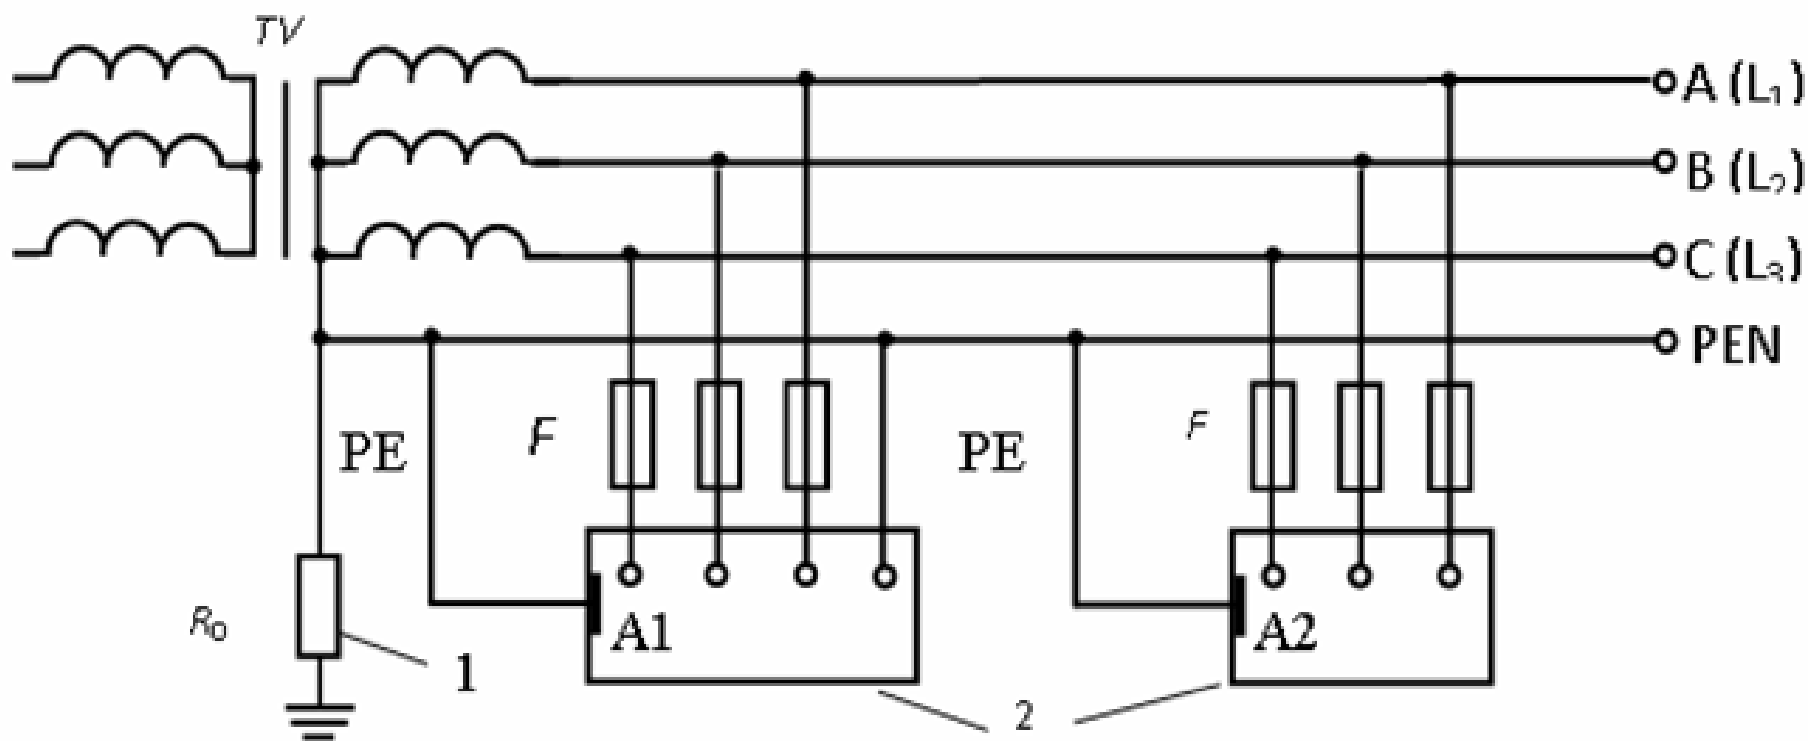 TV
A (L₁)
B (L₂)
C (L₃)
PEN
PE
F
PE
F
R₀
1
A1
A2
2